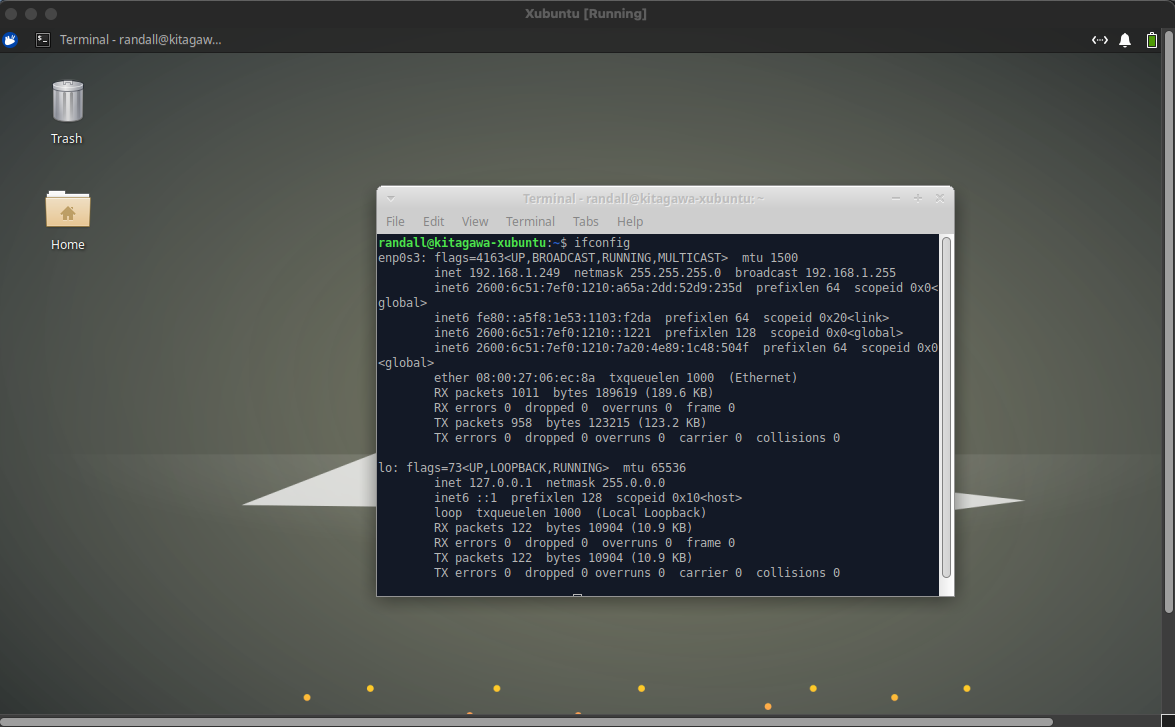 Xubuntu [Running]
Terminal - randall@kitagaw...
Trash
Home
Terminal - randall@kitagawa-xubuntu: ~
File Edit View Terminal Tabs Help
randall@kitagawa-xubuntu:~$ ifconfig
enp0s3: flags=4163<UP,BROADCAST,RUNNING,MULTICAST>  mtu 1500
        inet 192.168.1.249  netmask 255.255.255.0  broadcast 192.168.1.255
        inet6 2600:6c51:7ef0:1210:a65a:2dd:52d9:235d  prefixlen 64  scopeid 0x0<
global>
        inet6 fe80::a5f8:1e53:1103:f2da  prefixlen 64  scopeid 0x20<link>
        inet6 2600:6c51:7ef0:1210::1221  prefixlen 128  scopeid 0x0<global>
        inet6 2600:6c51:7ef0:1210:7a20:4e89:1c48:504f  prefixlen 64  scopeid 0x0
<global>
        ether 08:00:27:06:ec:8a  txqueuelen 1000  (Ethernet)
        RX packets 1011  bytes 189619 (189.6 KB)
        RX errors 0  dropped 0  overruns 0  frame 0
        TX packets 958  bytes 123215 (123.2 KB)
        TX errors 0  dropped 0 overruns 0  carrier 0  collisions 0
lo: flags=73<UP,LOOPBACK,RUNNING>  mtu 65536
        inet 127.0.0.1  netmask 255.0.0.0
        inet6 ::1  prefixlen 128  scopeid 0x10<host>
        loop  txqueuelen 1000  (Local Loopback)
        RX packets 122  bytes 10904 (10.9 KB)
        RX errors 0  dropped 0  overruns 0  frame 0
        TX packets 122  bytes 10904 (10.9 KB)
        TX errors 0  dropped 0 overruns 0  carrier 0  collisions 0